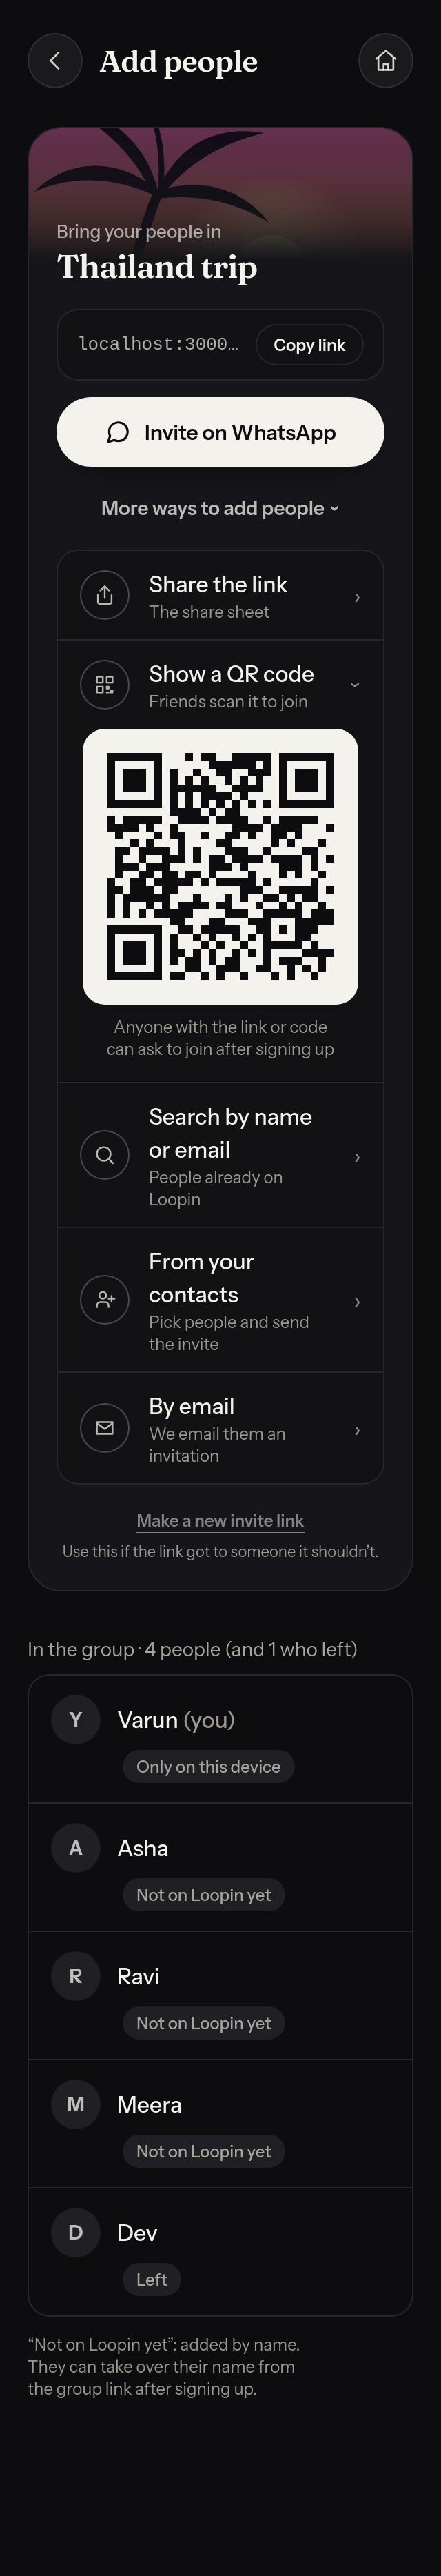 Add people
Bring your people in
Thailand trip
localhost:3000…
Copy link
Invite on WhatsApp
More ways to add people
Share the link
The share sheet
Show a QR code
Friends scan it to join
Anyone with the link or code
can ask to join after signing up
Search by name
or email
People already on
Loopin
From your
contacts
Pick people and send
the invite
By email
We email them an
invitation
Make a new invite link
Use this if the link got to someone it shouldn’t.
In the group · 4 people (and 1 who left)
Y
Varun (you)
Only on this device
A
Asha
Not on Loopin yet
R
Ravi
Not on Loopin yet
M
Meera
Not on Loopin yet
D
Dev
Left
“Not on Loopin yet”: added by name.
They can take over their name from
the group link after signing up.